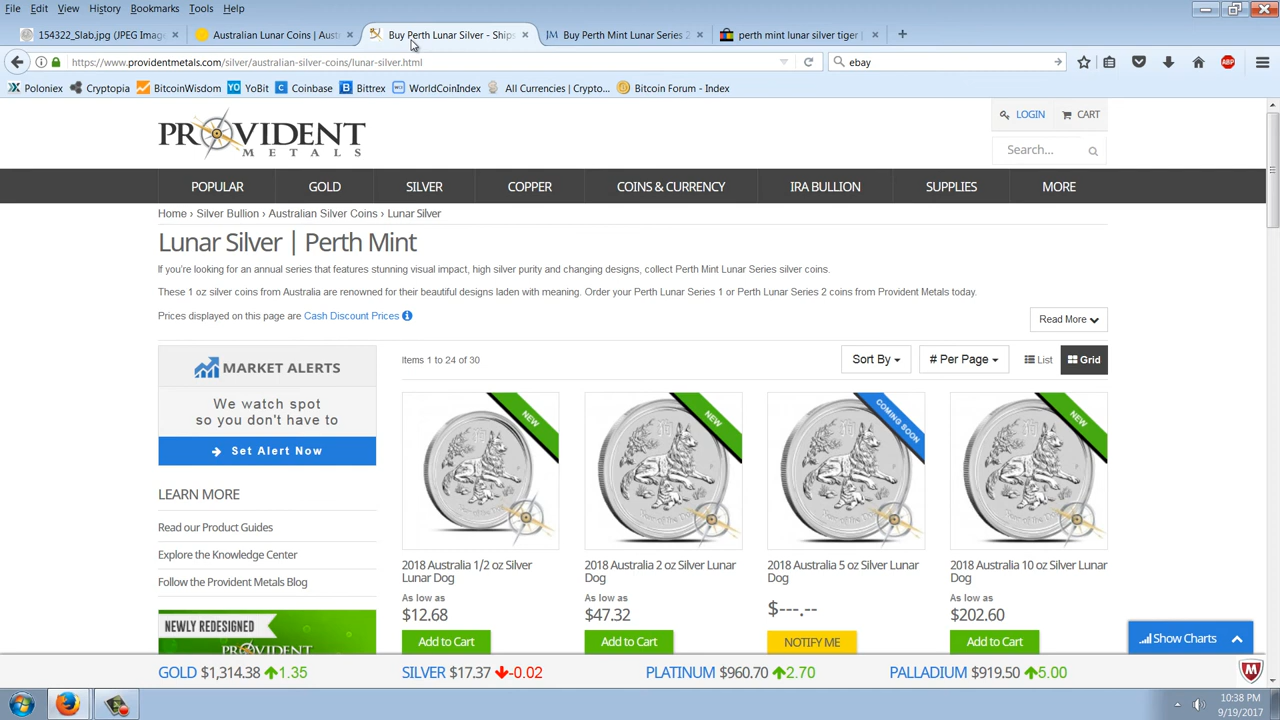 File Edit View History Bookmarks Tools Help
154322_Slab.jpg (JPEG Imag
Australian Lunar Coins | Aust
Buy Perth Lunar Silver - Ships
Buy Perth Mint Lunar Series 2
perth mint lunar silver tiger |
https://www.providentmetals.com/silver/australian-silver-coins/lunar-silver.html
ebay
ABP
Poloniex Cryptopia BitcoinWisdom YoBit Coinbase Bittrex WorldCoinIndex All Currencies | Crypto... Bitcoin Forum - Index
PROVIDENT
METALS
LOGIN CART
Search...
POPULAR GOLD SILVER COPPER COINS & CURRENCY IRA BULLION SUPPLIES MORE
Home › Silver Bullion › Australian Silver Coins › Lunar Silver
Lunar Silver | Perth Mint
If you're looking for an annual series that features stunning visual impact, high silver purity and changing designs, collect Perth Mint Lunar Series silver coins.
These 1 oz silver coins from Australia are renowned for their beautiful designs laden with meaning. Order your Perth Lunar Series 1 or Perth Lunar Series 2 coins from Provident Metals today.
Prices displayed on this page are Cash Discount Prices
Read More
MARKET ALERTS
We watch spot
so you don't have to
Set Alert Now
LEARN MORE
Read our Product Guides
Explore the Knowledge Center
Follow the Provident Metals Blog
NEWLY REDESIGNED
PROVIDENT
Items 1 to 24 of 30
Sort By # Per Page List Grid
NEW
NEW
COMING SOON
NEW
2018 Australia 1/2 oz Silver
Lunar Dog
As low as
$12.68
Add to Cart
2018 Australia 2 oz Silver Lunar
Dog
As low as
$47.32
Add to Cart
2018 Australia 5 oz Silver Lunar
Dog
$---.--
NOTIFY ME
2018 Australia 10 oz Silver Lunar
Dog
As low as
$202.60
Add to Cart
Show Charts
GOLD $1,314.38 1.35 SILVER $17.37 -0.02 PLATINUM $960.70 2.70 PALLADIUM $919.50 5.00
10:38 PM
9/19/2017